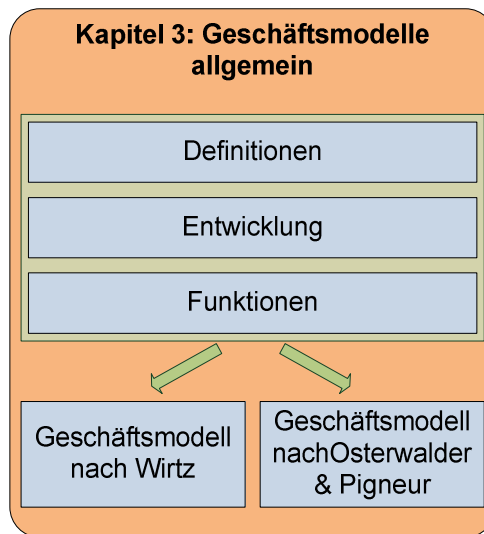 Kapitel 3: Geschäftsmodelle
allgemein
Definitionen
Entwicklung
Funktionen
Geschäftsmodell
nach Wirtz
Geschäftsmodell
nachOsterwalder
& Pigneur